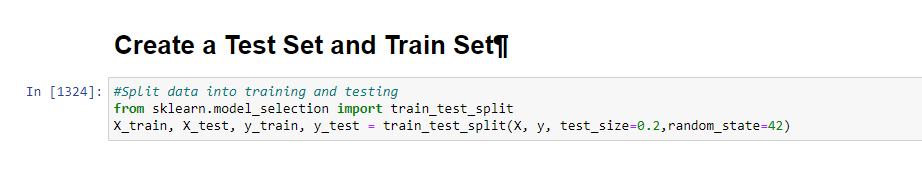 Create a Test Set and Train Set¶
In [1324]: #Split data into training and testing
from sklearn.model_selection import train_test_split
X_train, X_test, y_train, y_test = train_test_split(X, y, test_size=0.2,random_state=42)